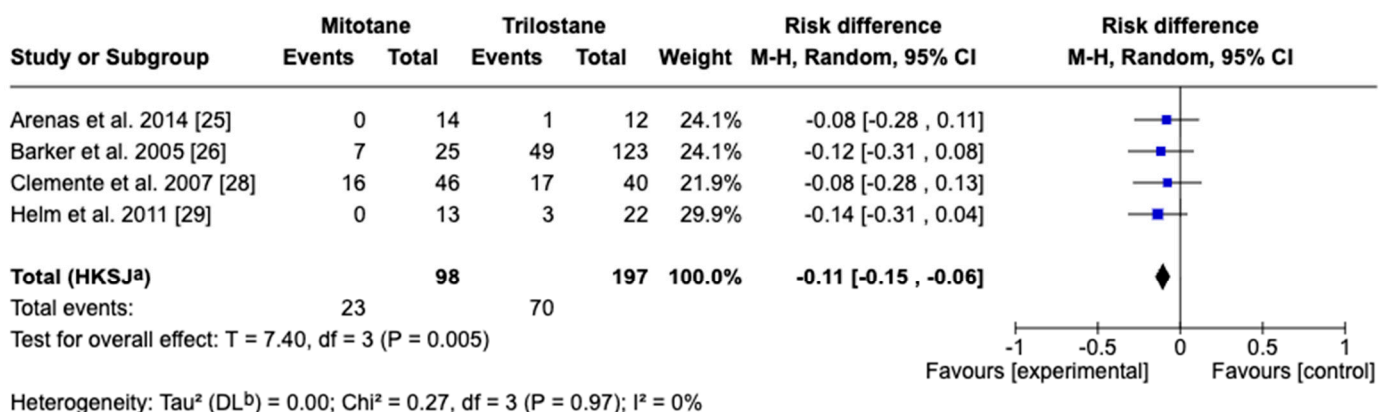 Mitotane Trilostane Risk difference Risk difference
Study or Subgroup Events Total Events Total Weight M-H, Random, 95% CI M-H, Random, 95% CI
Arenas et al. 2014 [25] 0 14 1 12 24.1% -0.08 [-0.28 , 0.11]
Barker et al. 2005 [26] 7 25 49 123 24.1% -0.12 [-0.31 , 0.08]
Clemente et al. 2007 [28] 16 46 17 40 21.9% -0.08 [-0.28 , 0.13]
Helm et al. 2011 [29] 0 13 3 22 29.9% -0.14 [-0.31 , 0.04]
Total (HKSJª) 98 197 100.0% -0.11 [-0.15 , -0.06]
Total events: 23 70
Test for overall effect: T = 7.40, df = 3 (P = 0.005)
-1 -0.5 0 0.5 1
Favours [experimental] Favours [control]
Heterogeneity: Tau² (DLᵇ) = 0.00; Chi² = 0.27, df = 3 (P = 0.97); I² = 0%